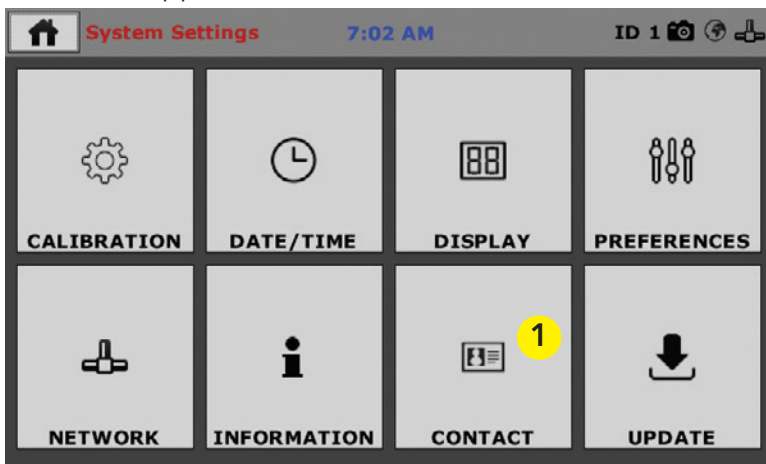 System Settings 7:02 AM ID 1
88
CALIBRATION DATE/TIME DISPLAY PREFERENCES
1
NETWORK INFORMATION CONTACT UPDATE